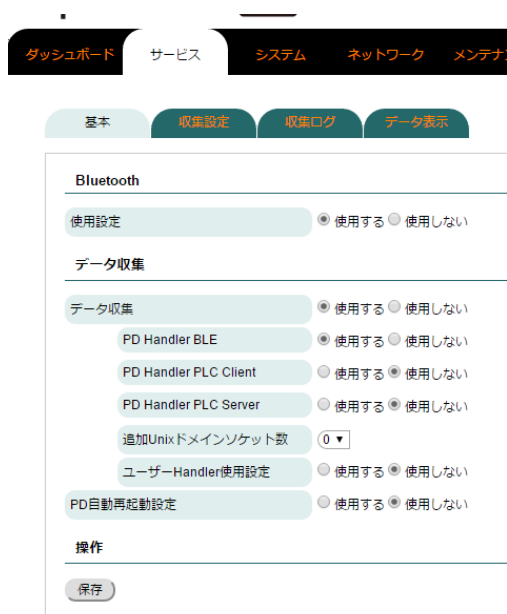 ダッシュボード サービス システム ネットワーク メンテナン
基本 収集設定 収集ログ データ表示
Bluetooth
使用設定 使用する 使用しない
データ収集
データ収集 使用する 使用しない
PD Handler BLE 使用する 使用しない
PD Handler PLC Client 使用する 使用しない
PD Handler PLC Server 使用する 使用しない
追加Unixドメインソケット数 0
ユーザーHandler使用設定 使用する 使用しない
PD自動再起動設定 使用する 使用しない
操作
保存